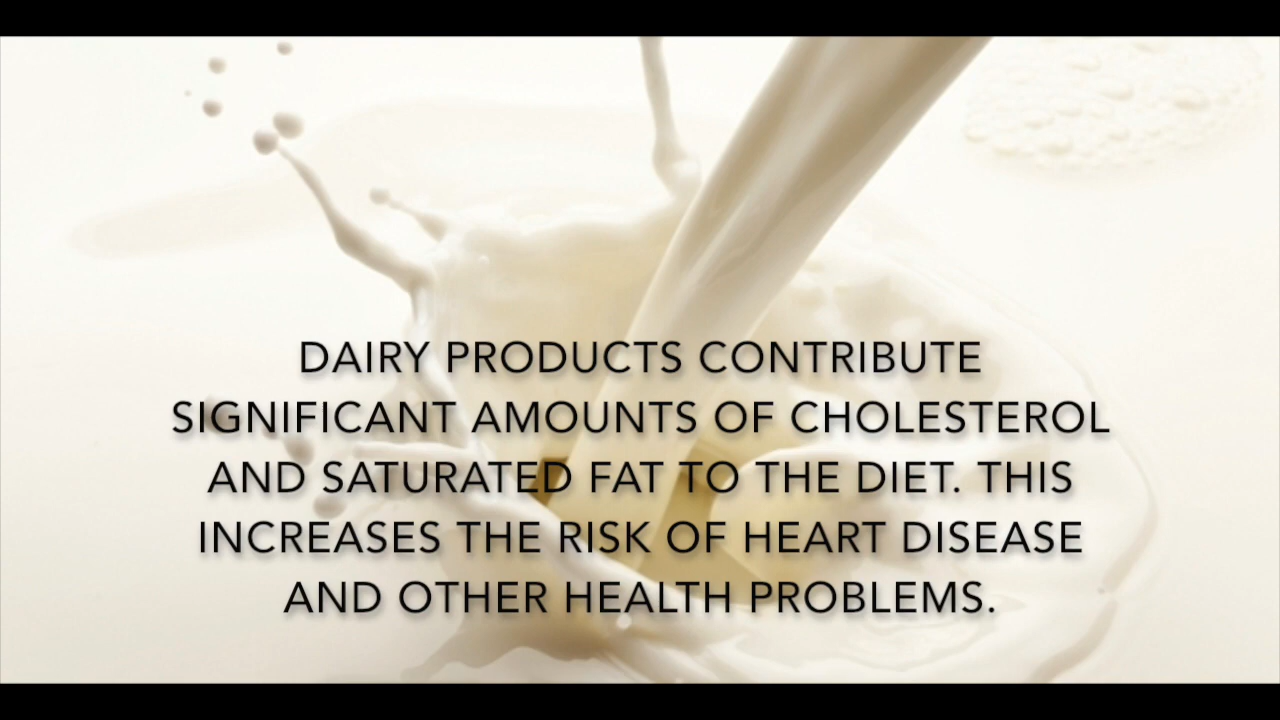 DAIRY PRODUCTS CONTRIBUTE
SIGNIFICANT AMOUNTS OF CHOLESTEROL
AND SATURATED FAT TO THE DIET. THIS
INCREASES THE RISK OF HEART DISEASE
AND OTHER HEALTH PROBLEMS.